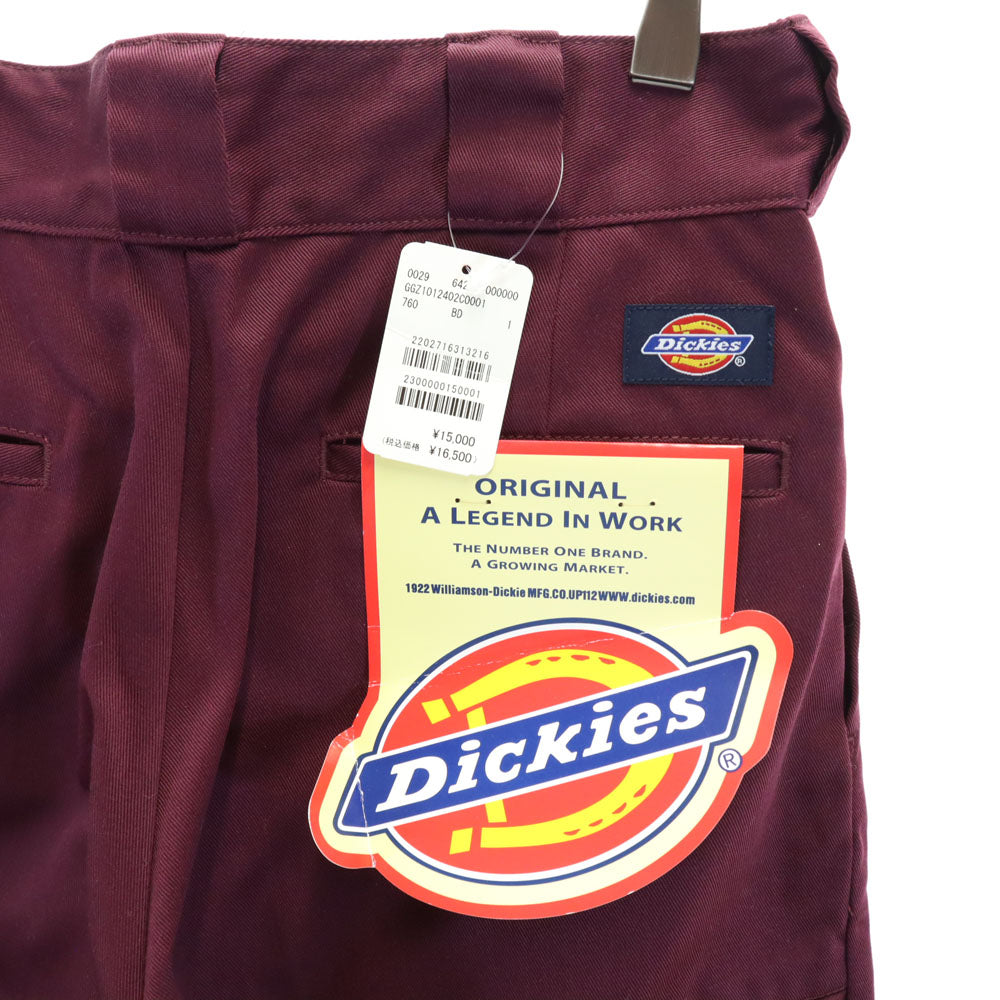 0029 642 000000
GGZ1012402C0001
760 BD 1
2202716313216
2300000150001
¥15,000
(税込価格 ¥16,500)
Dickies
®
ORIGINAL
A LEGEND IN WORK
THE NUMBER ONE BRAND.
A GROWING MARKET.
1922 Williamson-Dickie MFG.CO.UP112WWW.dickies.com
Dickies
®